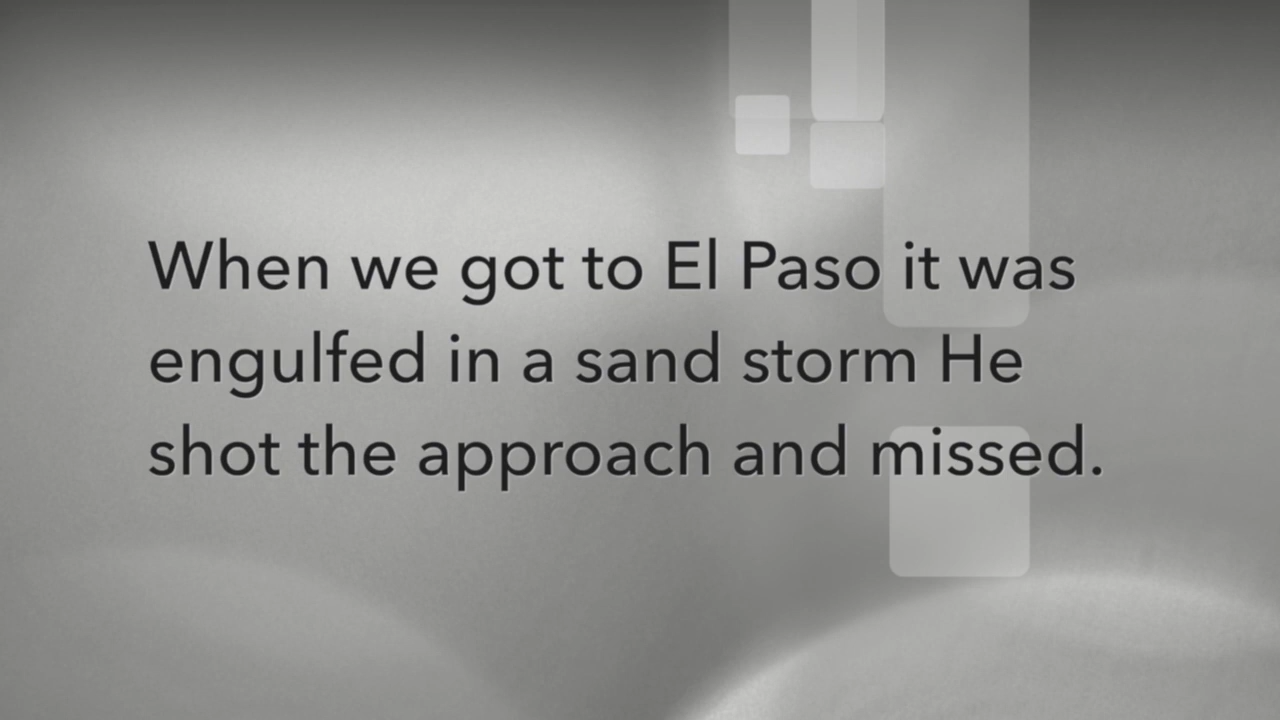 When we got to El Paso it was
engulfed in a sand storm He
shot the approach and missed.